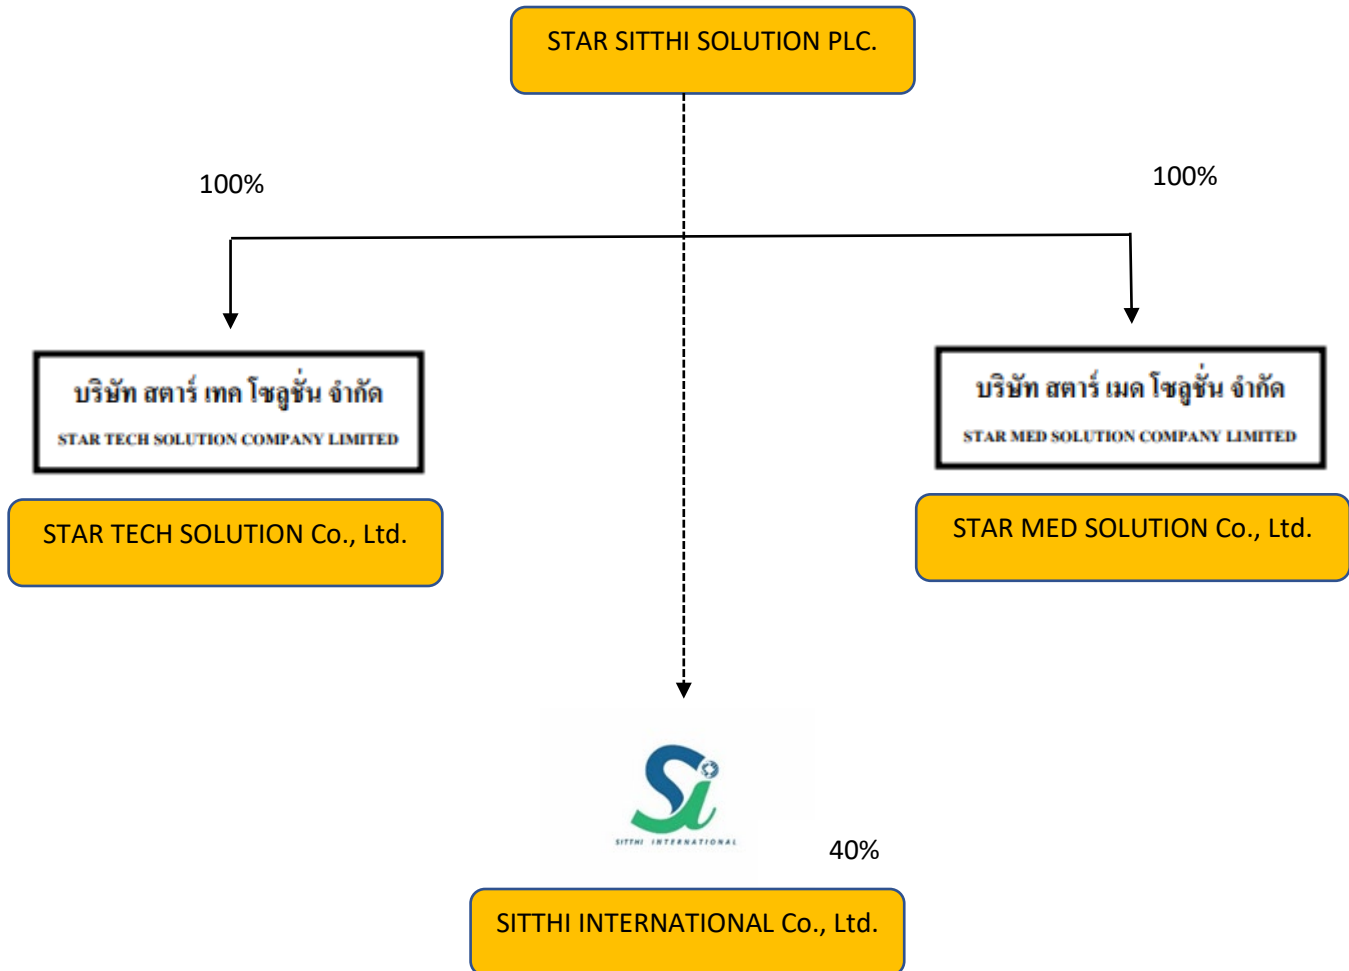 STAR SITTHI SOLUTION PLC.
100%
100%
บริษัท สตาร์ เทค โซลูชั่น จำกัด
STAR TECH SOLUTION COMPANY LIMITED
บริษัท สตาร์ เมด โซลูชั่น จำกัด
STAR MED SOLUTION COMPANY LIMITED
STAR TECH SOLUTION Co., Ltd.
STAR MED SOLUTION Co., Ltd.
Si
SITTHI INTERNATIONAL
40%
SITTHI INTERNATIONAL Co., Ltd.